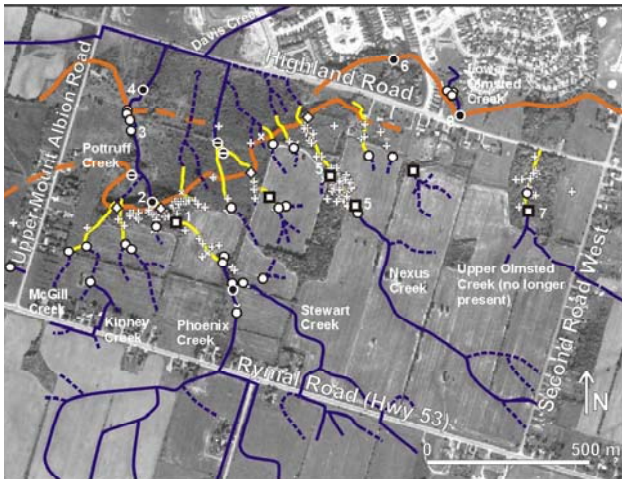 Davis Creek
Highland Road
Upper Mount Albion Road
Lower
Olmsted
Creek
6
4
8
3
Pottruff
Creek
5
2
1
5
7
McGill
Creek
Kinney
Creek
Phoenix
Creek
Stewart
Creek
Nexus
Creek
Upper Olmsted
Creek (no longer
present)
Second Road West
Rymal Road (Hwy 53)
N
0 500 m